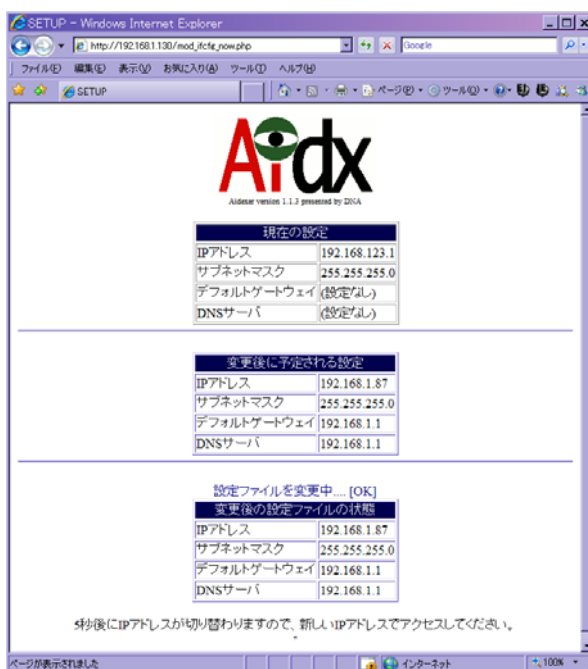 SETUP - Windows Internet Explorer
http://192.168.1.130/mod_ifcfg_now.php
Google
ファイル(F) 編集(E) 表示(V) お気に入り(A) ツール(T) ヘルプ(H)
SETUP
ページ(P) ツール(O)
Aidx
Aidexer version 1.1.3 presented by DNA
現在の設定
IPアドレス 192.168.123.1
サブネットマスク 255.255.255.0
デフォルトゲートウェイ (設定なし)
DNSサーバ (設定なし)
変更後に予定される設定
IPアドレス 192.168.1.87
サブネットマスク 255.255.255.0
デフォルトゲートウェイ 192.168.1.1
DNSサーバ 192.168.1.1
設定ファイルを変更中.... [OK]
変更後の設定ファイルの状態
IPアドレス 192.168.1.87
サブネットマスク 255.255.255.0
デフォルトゲートウェイ 192.168.1.1
DNSサーバ 192.168.1.1
5秒後にIPアドレスが切り替わりますので、新しいIPアドレスでアクセスしてください。
ページが表示されました インターネット 100%